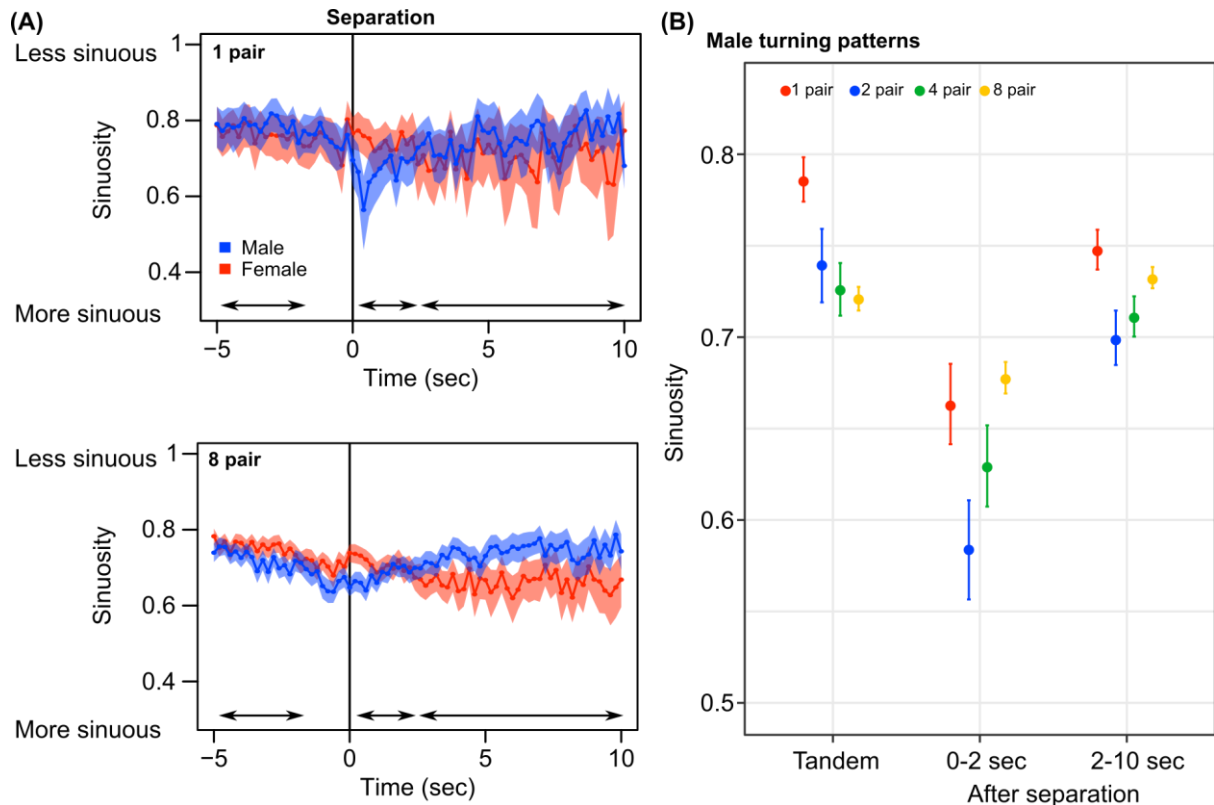 (A)
Separation
Less sinuous
1
1 pair
0.8
Sinuosity
0.6
Male
Female
0.4
More sinuous
−5
0
5
10
Time (sec)
Less sinuous
1
8 pair
0.8
Sinuosity
0.6
0.4
More sinuous
−5
0
5
10
Time (sec)
(B)
Male turning patterns
1 pair 2 pair 4 pair 8 pair
0.8
0.7
Sinuosity
0.6
0.5
Tandem 0-2 sec 2-10 sec
After separation